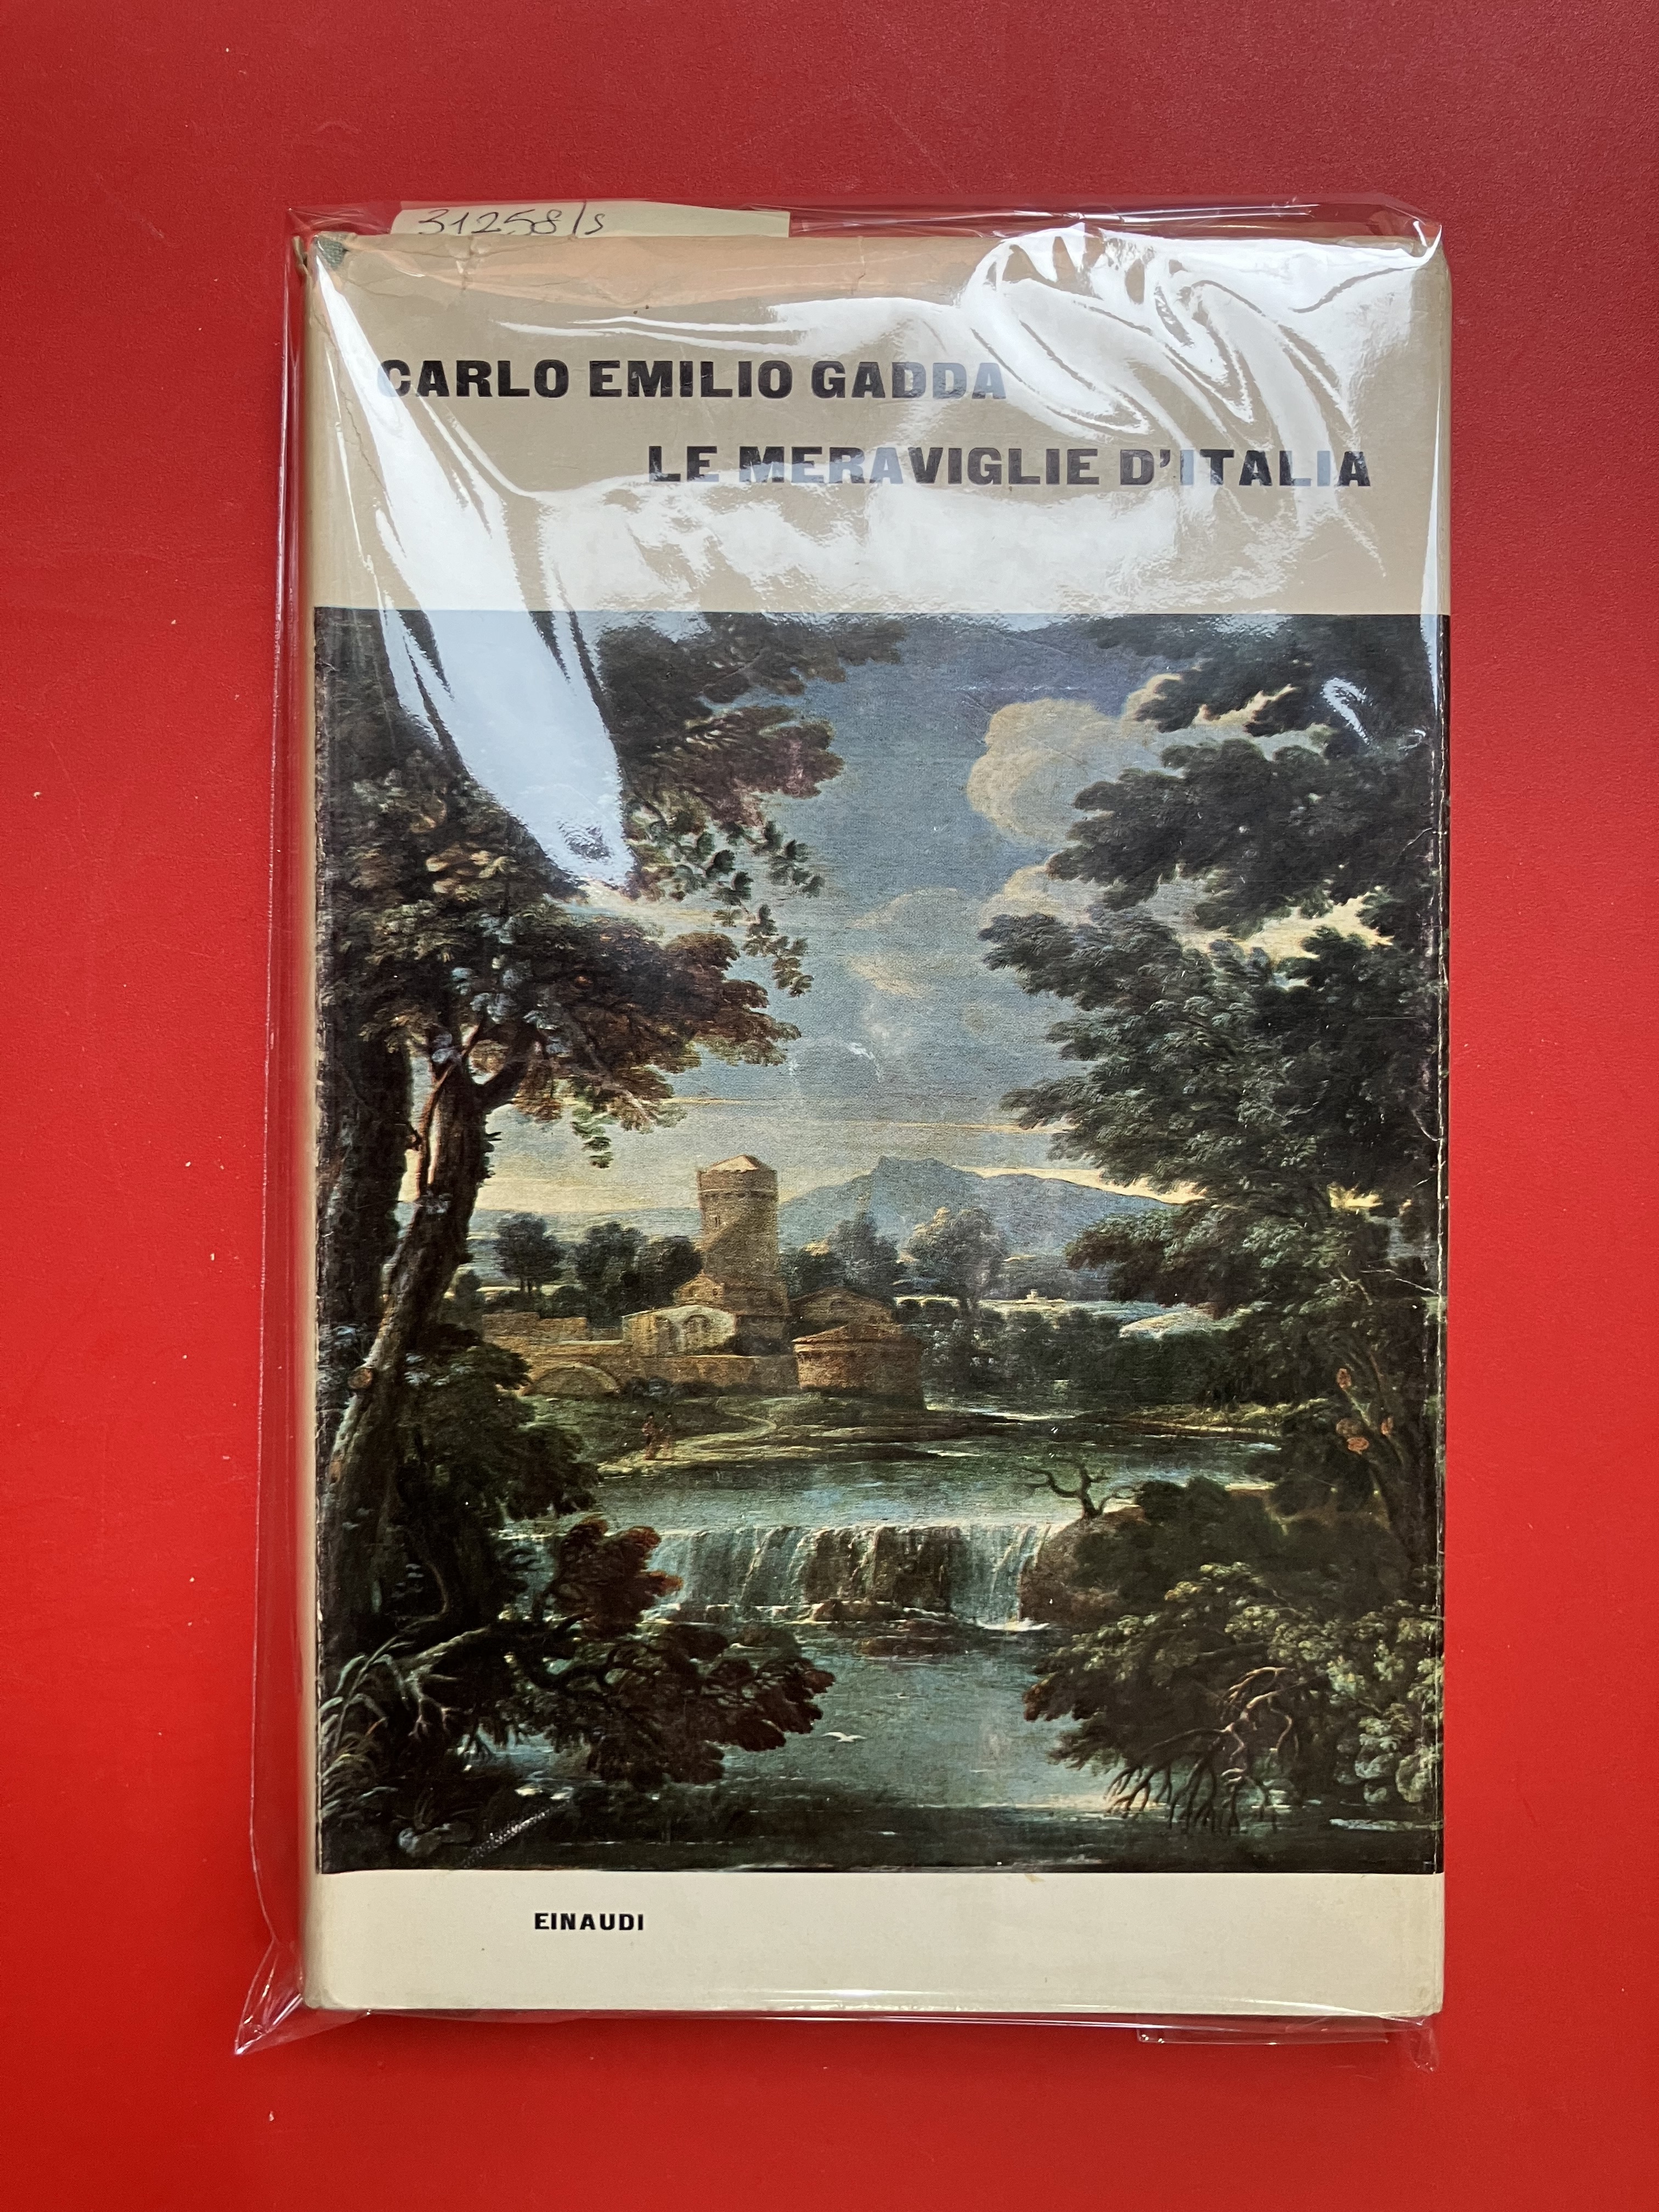 31258/s
CARLO EMILIO GADDA
LE MERAVIGLIE D'ITALIA
EINAUDI